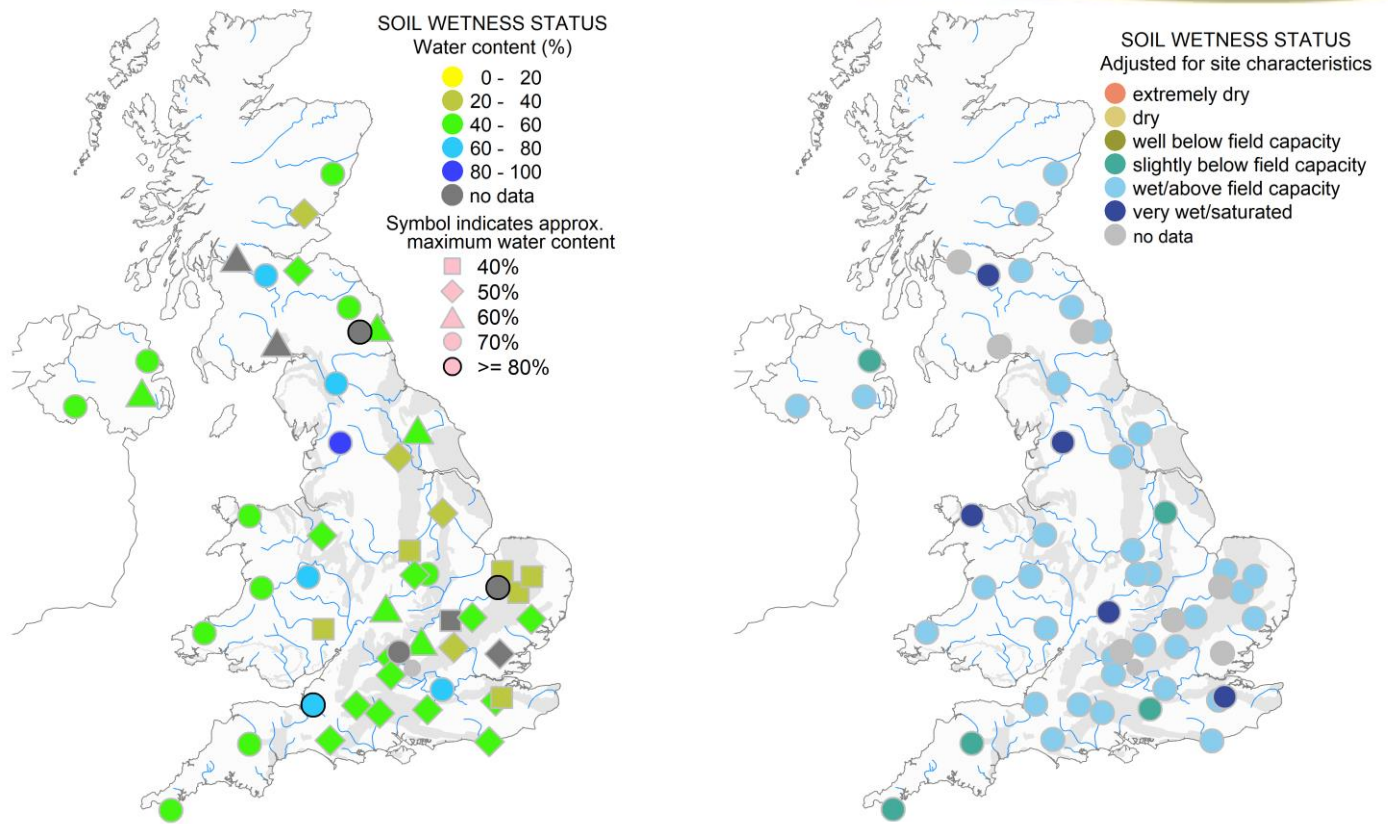 SOIL WETNESS STATUS
Water content (%)
0 - 20
20 - 40
40 - 60
60 - 80
80 - 100
no data
Symbol indicates approx.
maximum water content
40%
50%
60%
70%
>= 80%
SOIL WETNESS STATUS
Adjusted for site characteristics
extremely dry
dry
well below field capacity
slightly below field capacity
wet/above field capacity
very wet/saturated
no data